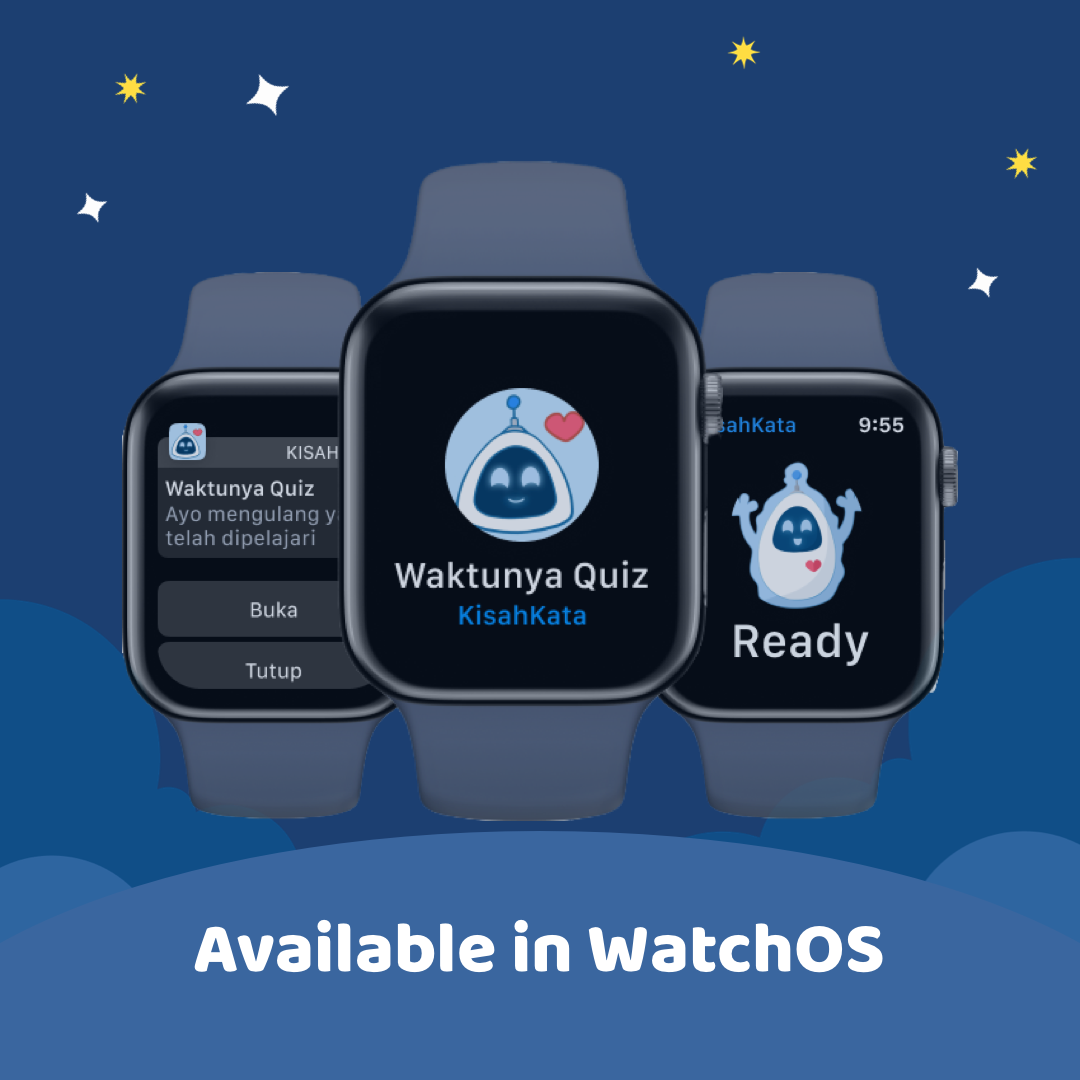 KISAH
Waktunya Quiz
Ayo mengulang
telah dipelajari
Buka
Tutup
Waktunya Quiz
KisahKata
sahKata 9:55
Ready
Available in WatchOS